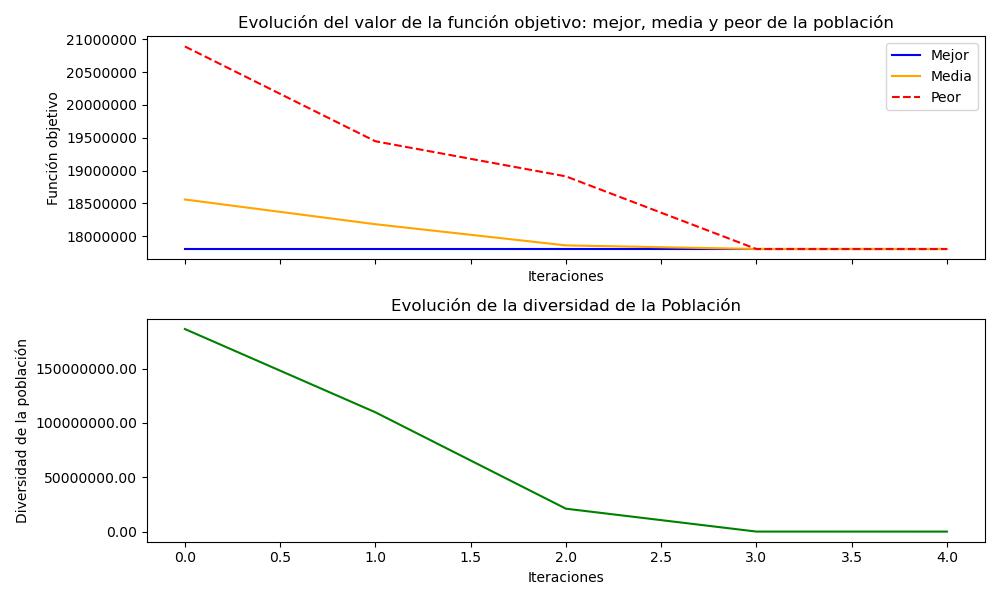 Evolución del valor de la función objetivo: mejor, media y peor de la población
21000000
20500000
20000000
19500000
19000000
18500000
18000000
Función objetivo
Mejor
Media
Peor
Iteraciones
Evolución de la diversidad de la Población
150000000.00
100000000.00
50000000.00
0.00
Diversidad de la población
0.0 0.5 1.0 1.5 2.0 2.5 3.0 3.5 4.0
Iteraciones